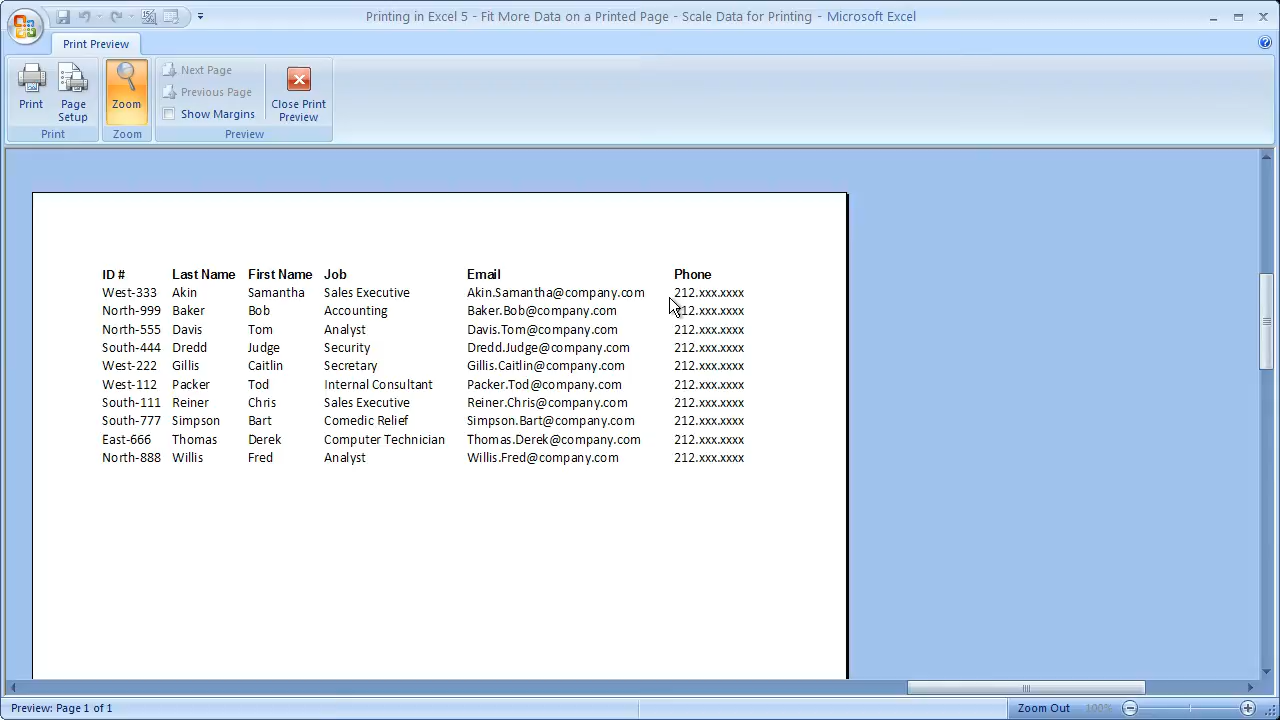 Printing in Excel 5 - Fit More Data on a Printed Page - Scale Data for Printing - Microsoft Excel
Print Preview
Print
Page Setup
Zoom
Next Page
Previous Page
Show Margins
Close Print Preview
Print
Zoom
Preview
ID # Last Name First Name Job Email Phone
West-333 Akin Samantha Sales Executive Akin.Samantha@company.com 212.xxx.xxxx
North-999 Baker Bob Accounting Baker.Bob@company.com 212.xxx.xxxx
North-555 Davis Tom Analyst Davis.Tom@company.com 212.xxx.xxxx
South-444 Dredd Judge Security Dredd.Judge@company.com 212.xxx.xxxx
West-222 Gillis Caitlin Secretary Gillis.Caitlin@company.com 212.xxx.xxxx
West-112 Packer Tod Internal Consultant Packer.Tod@company.com 212.xxx.xxxx
South-111 Reiner Chris Sales Executive Reiner.Chris@company.com 212.xxx.xxxx
South-777 Simpson Bart Comedic Relief Simpson.Bart@company.com 212.xxx.xxxx
East-666 Thomas Derek Computer Technician Thomas.Derek@company.com 212.xxx.xxxx
North-888 Willis Fred Analyst Willis.Fred@company.com 212.xxx.xxxx
Preview: Page 1 of 1
Zoom Out 100%